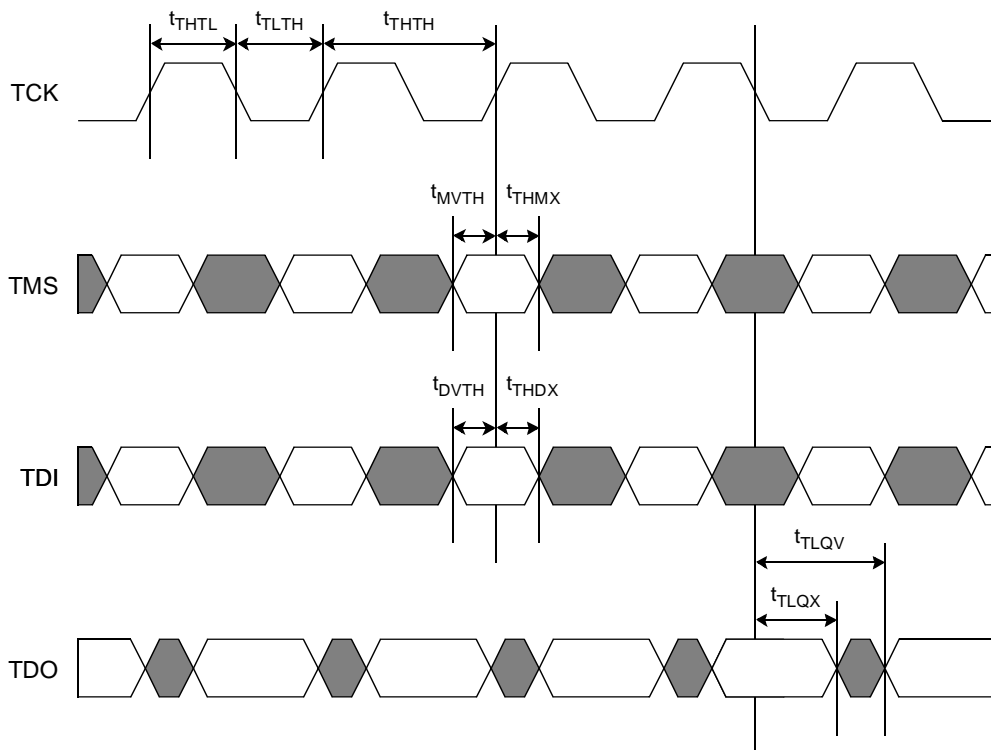 tTHTL tTLTH tTHTH
TCK
tMVTH tTHMX
TMS
tDVTH tTHDX
TDI
tTLQV
tTLQX
TDO